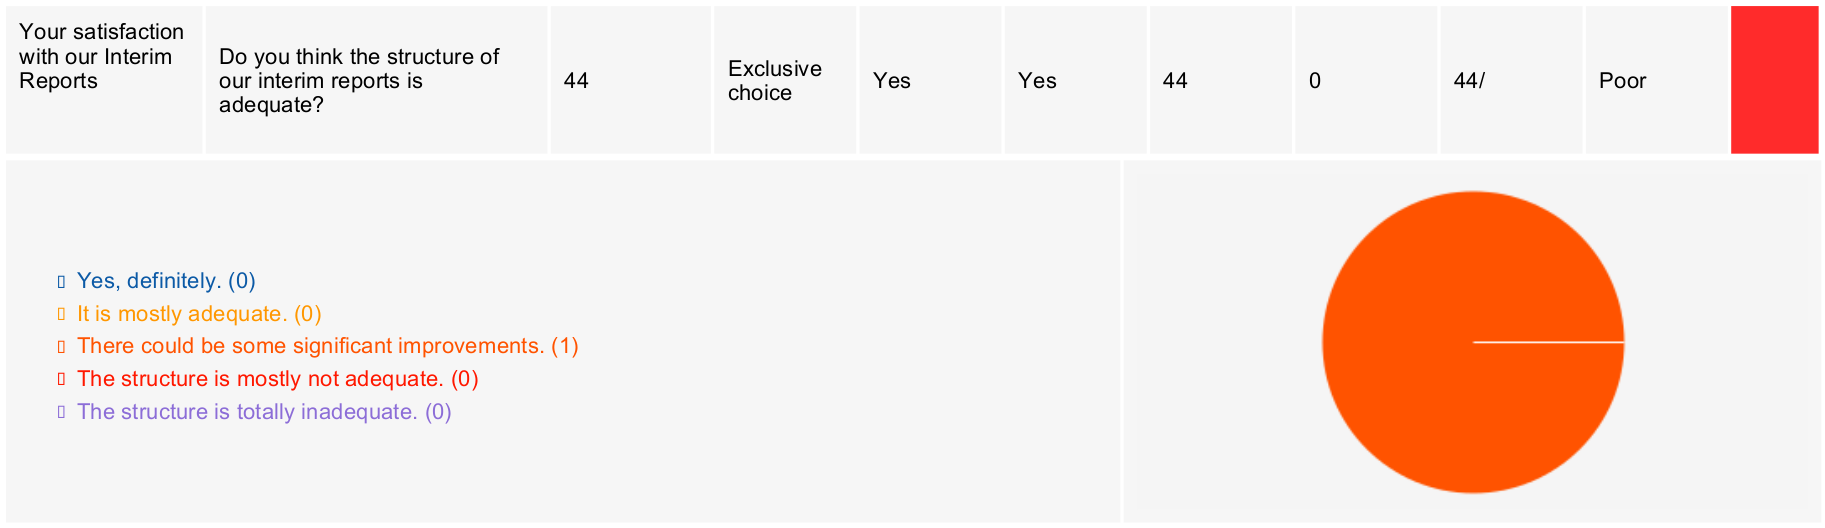 Your satisfaction
with our Interim
Reports
Do you think the structure of
our interim reports is
adequate?
44
Exclusive
choice
Yes
Yes
44
0
44/
Poor
Yes, definitely. (0)
It is mostly adequate. (0)
There could be some significant improvements. (1)
The structure is mostly not adequate. (0)
The structure is totally inadequate. (0)